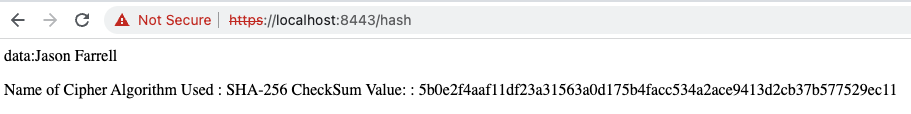 Not Secure | https://localhost:8443/hash
data:Jason Farrell
Name of Cipher Algorithm Used : SHA-256 CheckSum Value: : 5b0e2f4aaf11df23a31563a0d175b4facc534a2ace9413d2cb37b577529ec11